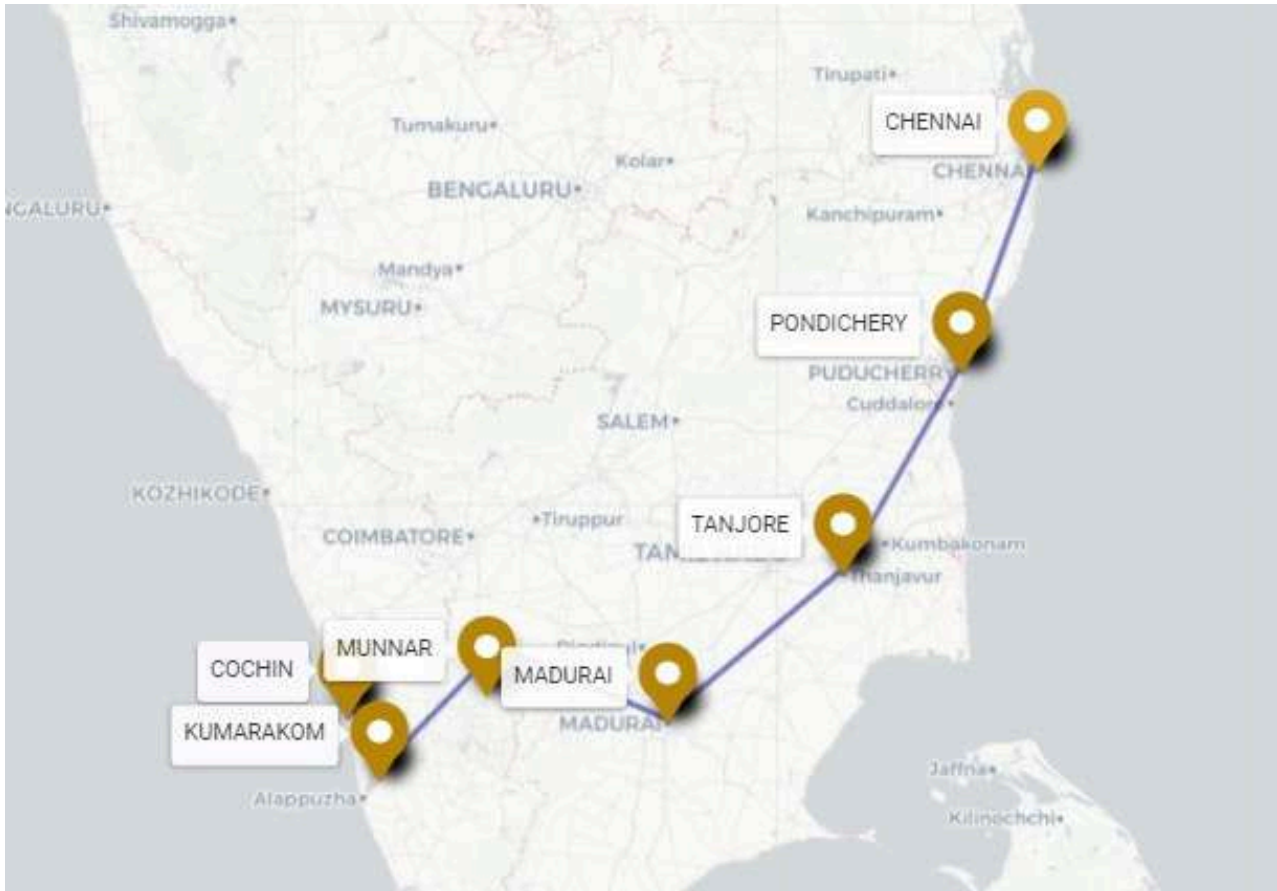 Shivamogga
Tirupati
CHENNAI
Tumakuru
Kolar
CHENNA
BENGALURU
NGALURU
Kanchipuram
Mandya
MYSURU
PONDICHERY
PUDUCHERRY
Cuddalore
SALEM
KOZHIKODE
TANJORE
Tiruppur
COIMBATORE
Kumbakonam
Thanjavur
MUNNAR
COCHIN
MADURAI
MADURAI
KUMARAKOM
Jaffna
Alappuzha
Kilinochchi